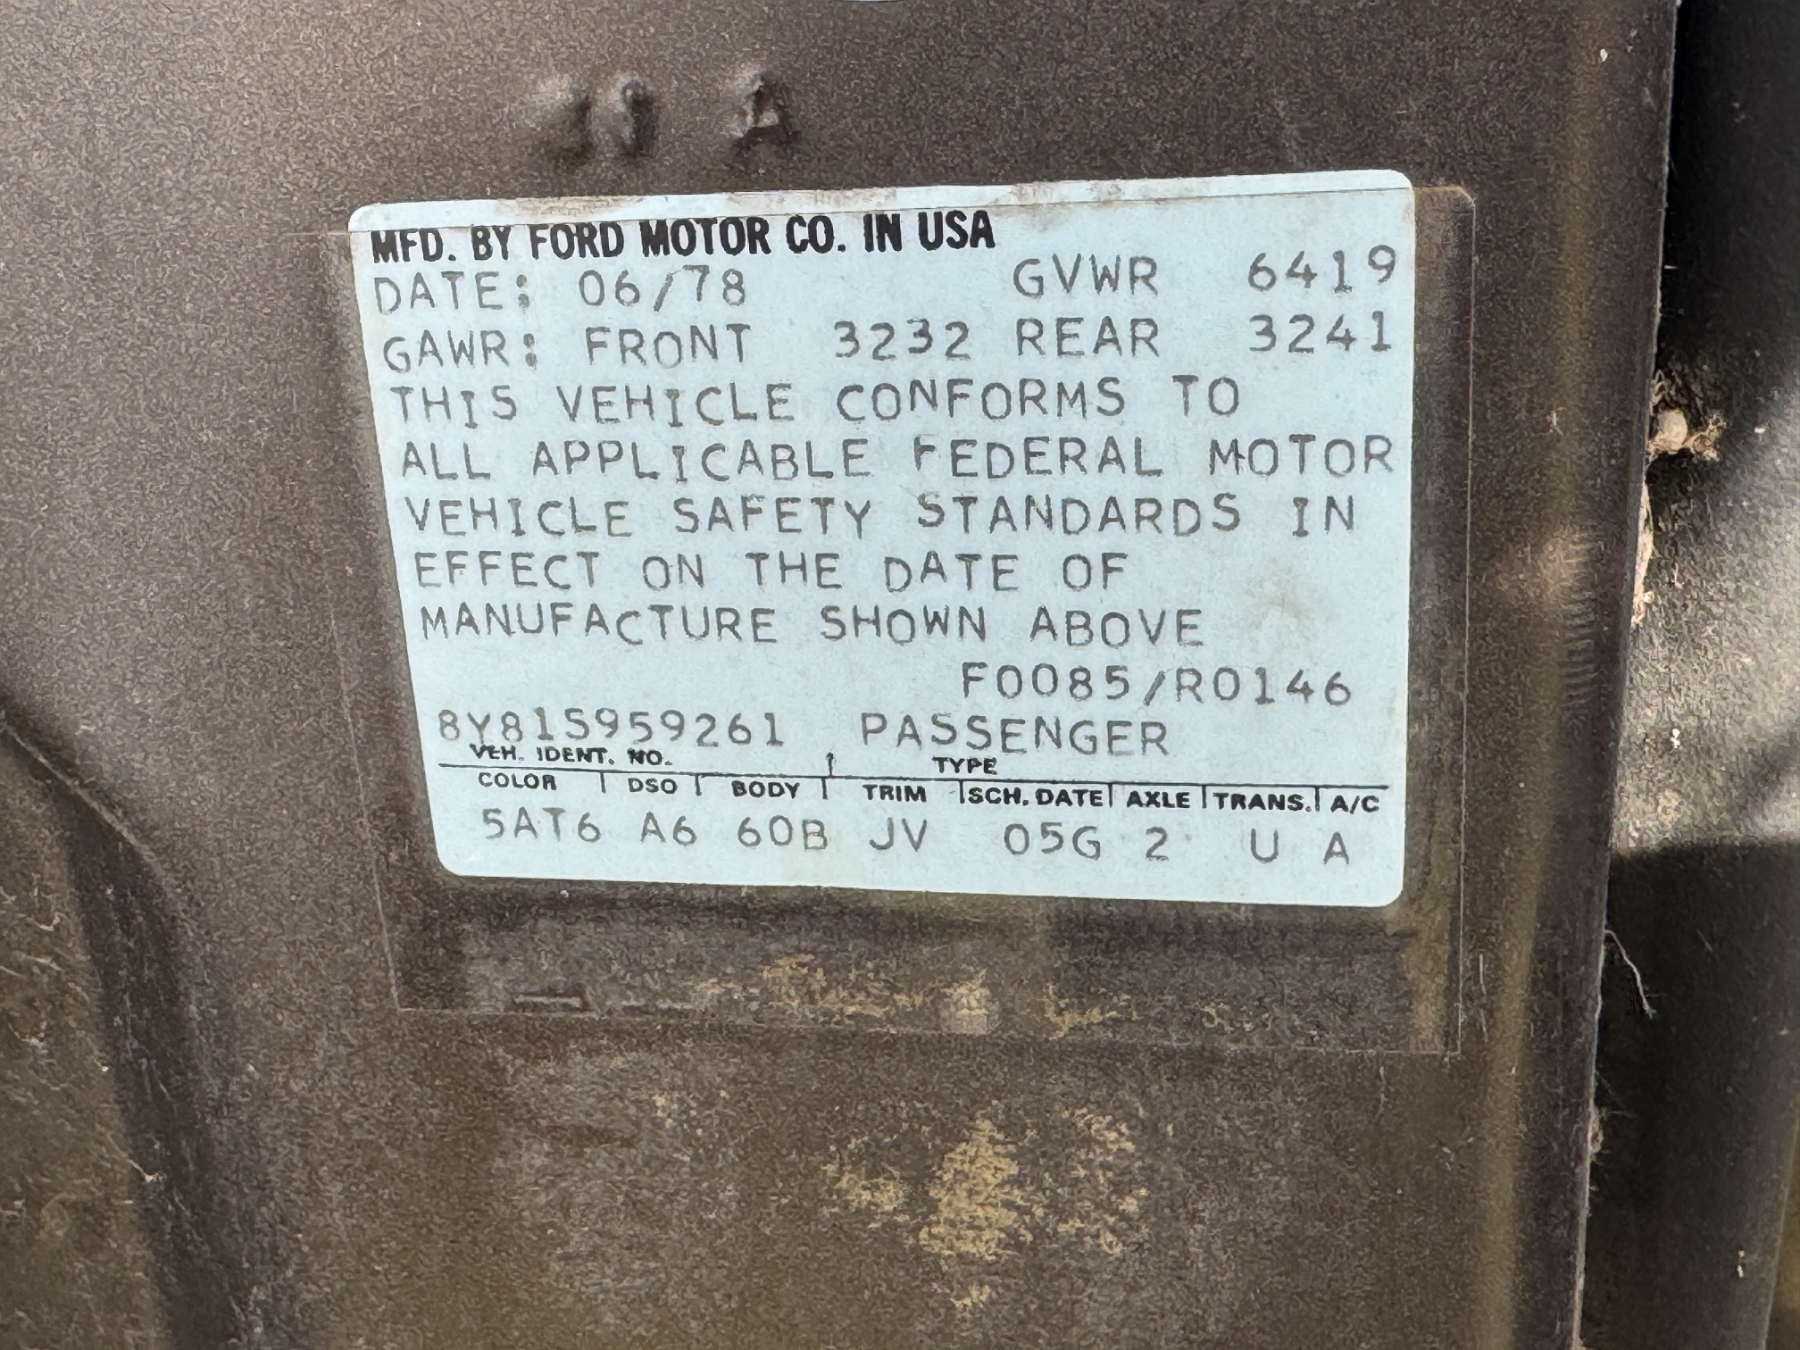 MFD. BY FORD MOTOR CO. IN USA
DATE: 06/78 GVWR 6419
GAWR: FRONT 3232 REAR 3241
THIS VEHICLE CONFORMS TO
ALL APPLICABLE FEDERAL MOTOR
VEHICLE SAFETY STANDARDS IN
EFFECT ON THE DATE OF
MANUFACTURE SHOWN ABOVE
F0085/R0146
8Y81S959261 PASSENGER
VEH. IDENT. NO. TYPE
COLOR DSO BODY TRIM SCH. DATE AXLE TRANS. A/C
5AT6 A6 60B JV 05G 2 U A